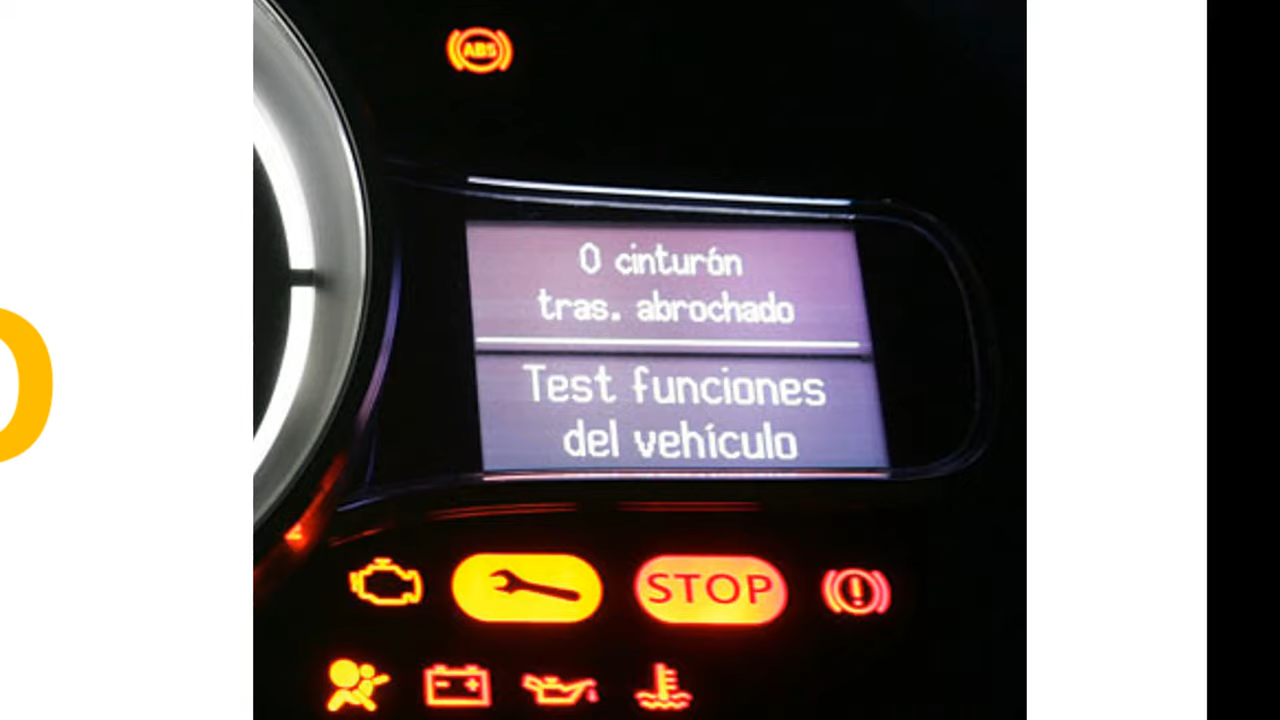 ABS
0 cinturón
tras. abrochado
Test funciones
del vehículo
STOP